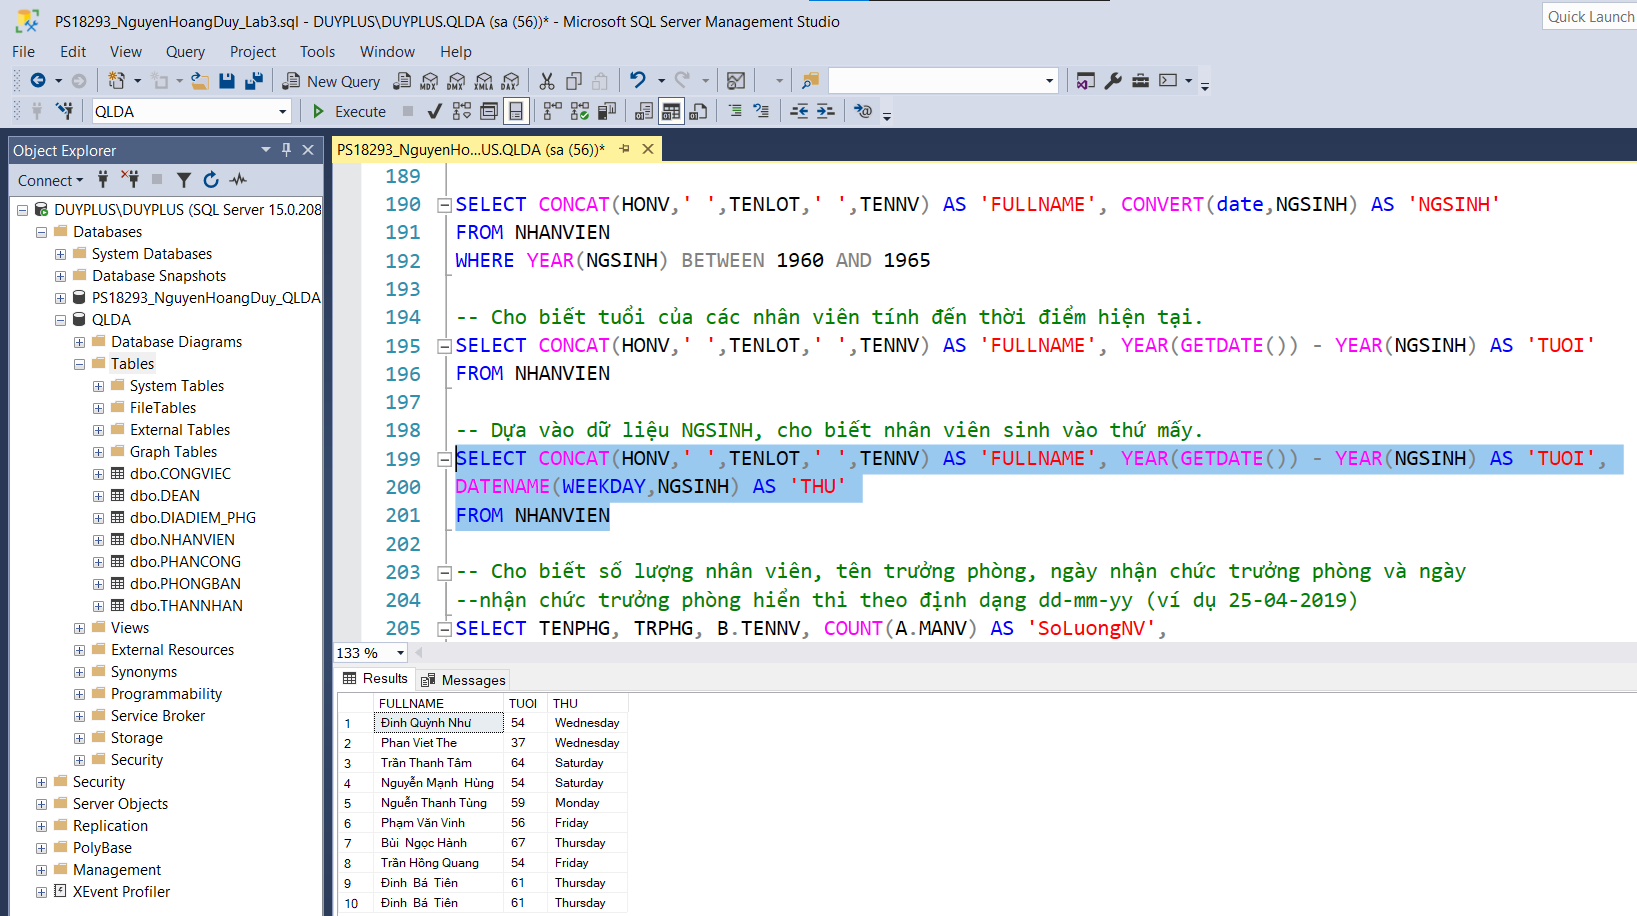 PS18293_NguyenHoangDuy_Lab3.sql - DUYPLUS\DUYPLUS.QLDA (sa (56))* - Microsoft SQL Server Management Studio
Quick Launch
File Edit View Query Project Tools Window Help
New Query
MDX DMX XMLA DAX
QLDA
Execute
Object Explorer
Connect
DUYPLUS\DUYPLUS (SQL Server 15.0.208
Databases
System Databases
Database Snapshots
PS18293_NguyenHoangDuy_QLDA
QLDA
Database Diagrams
Tables
System Tables
FileTables
External Tables
Graph Tables
dbo.CONGVIEC
dbo.DEAN
dbo.DIADIEM_PHG
dbo.NHANVIEN
dbo.PHANCONG
dbo.PHONGBAN
dbo.THANNHAN
Views
External Resources
Synonyms
Programmability
Service Broker
Storage
Security
Security
Server Objects
Replication
PolyBase
Management
XEvent Profiler
PS18293_NguyenHo...US.QLDA (sa (56))*
189
190 SELECT CONCAT(HONV,' ',TENLOT,' ',TENNV) AS 'FULLNAME', CONVERT(date,NGSINH) AS 'NGSINH'
191 FROM NHANVIEN
192 WHERE YEAR(NGSINH) BETWEEN 1960 AND 1965
193
194 -- Cho biết tuổi của các nhân viên tính đến thời điểm hiện tại.
195 SELECT CONCAT(HONV,' ',TENLOT,' ',TENNV) AS 'FULLNAME', YEAR(GETDATE()) - YEAR(NGSINH) AS 'TUOI'
196 FROM NHANVIEN
197
198 -- Dựa vào dữ liệu NGSINH, cho biết nhân viên sinh vào thứ mấy.
199 SELECT CONCAT(HONV,' ',TENLOT,' ',TENNV) AS 'FULLNAME', YEAR(GETDATE()) - YEAR(NGSINH) AS 'TUOI',
200 DATENAME(WEEKDAY,NGSINH) AS 'THU'
201 FROM NHANVIEN
202
203 -- Cho biết số lượng nhân viên, tên trưởng phòng, ngày nhận chức trưởng phòng và ngày
204 --nhận chức trưởng phòng hiển thi theo định dạng dd-mm-yy (ví dụ 25-04-2019)
205 SELECT TENPHG, TRPHG, B.TENNV, COUNT(A.MANV) AS 'SoLuongNV',
133 %
Results Messages
FULLNAME TUOI THU
1 Đinh Quỳnh Như 54 Wednesday
2 Phan Viet The 37 Wednesday
3 Trần Thanh Tâm 64 Saturday
4 Nguyễn Mạnh Hùng 54 Saturday
5 Nguễn Thanh Tùng 59 Monday
6 Phạm Văn Vinh 56 Friday
7 Bùi Ngọc Hành 67 Thursday
8 Trần Hồng Quang 54 Friday
9 Đinh Bá Tiên 61 Thursday
10 Đinh Bá Tiên 61 Thursday